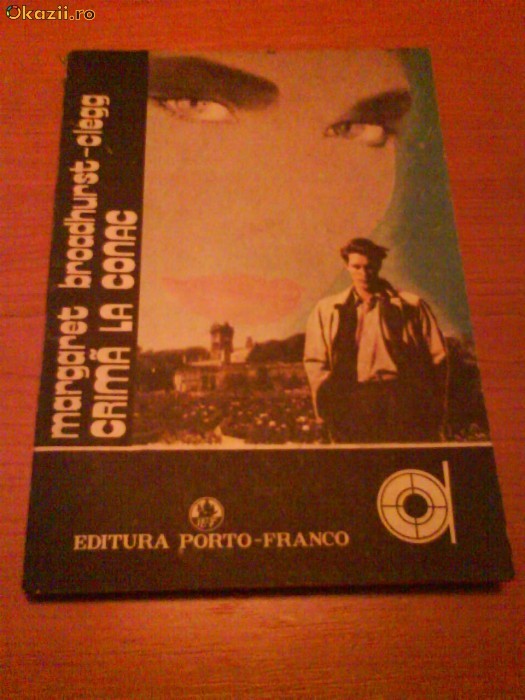 Okazii.ro
margaret broadhurst-clegg
CRIMĂ LA CONAC
EDITURA PORTO-FRANCO